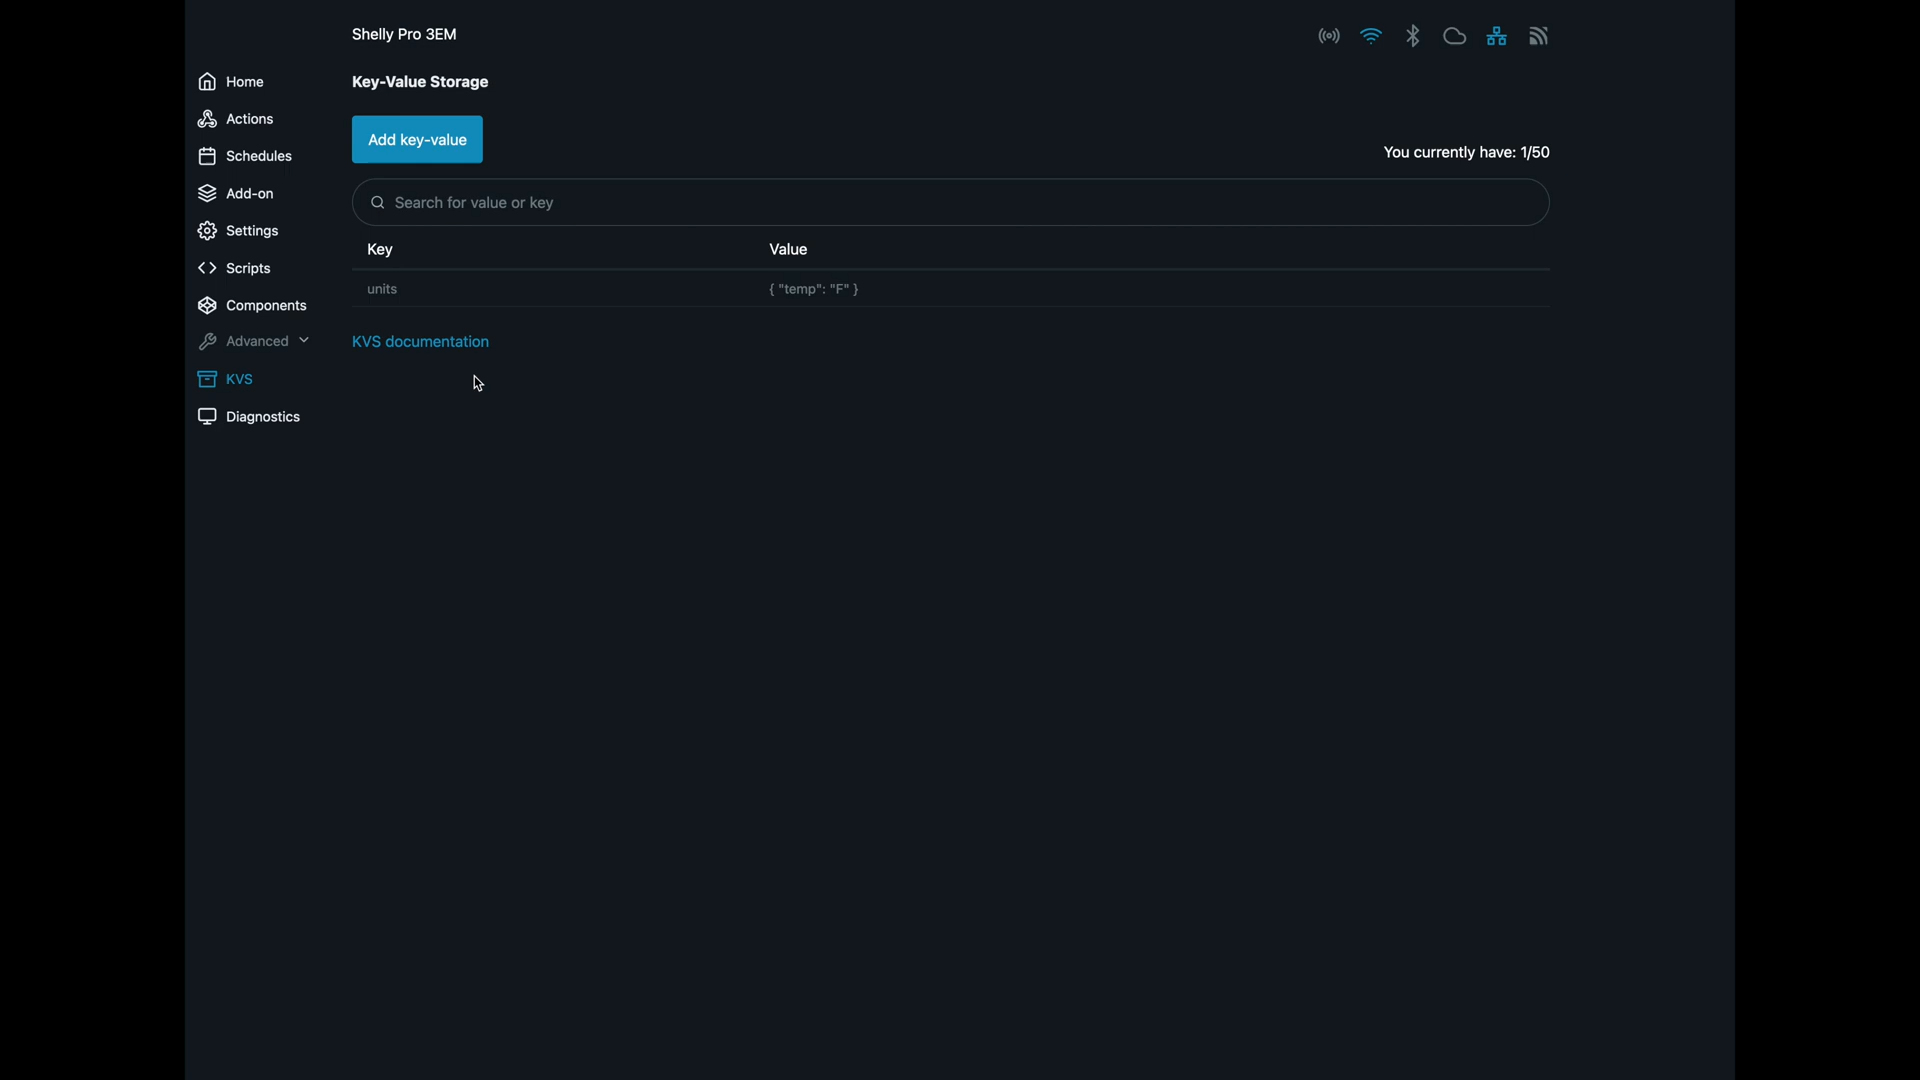 Shelly Pro 3EM
Home
Actions
Schedules
Add-on
Settings
Scripts
Components
Advanced
KVS
Diagnostics
Key-Value Storage
Add key-value
You currently have: 1/50
Search for value or key
Key Value
units { "temp": "F" }
KVS documentation